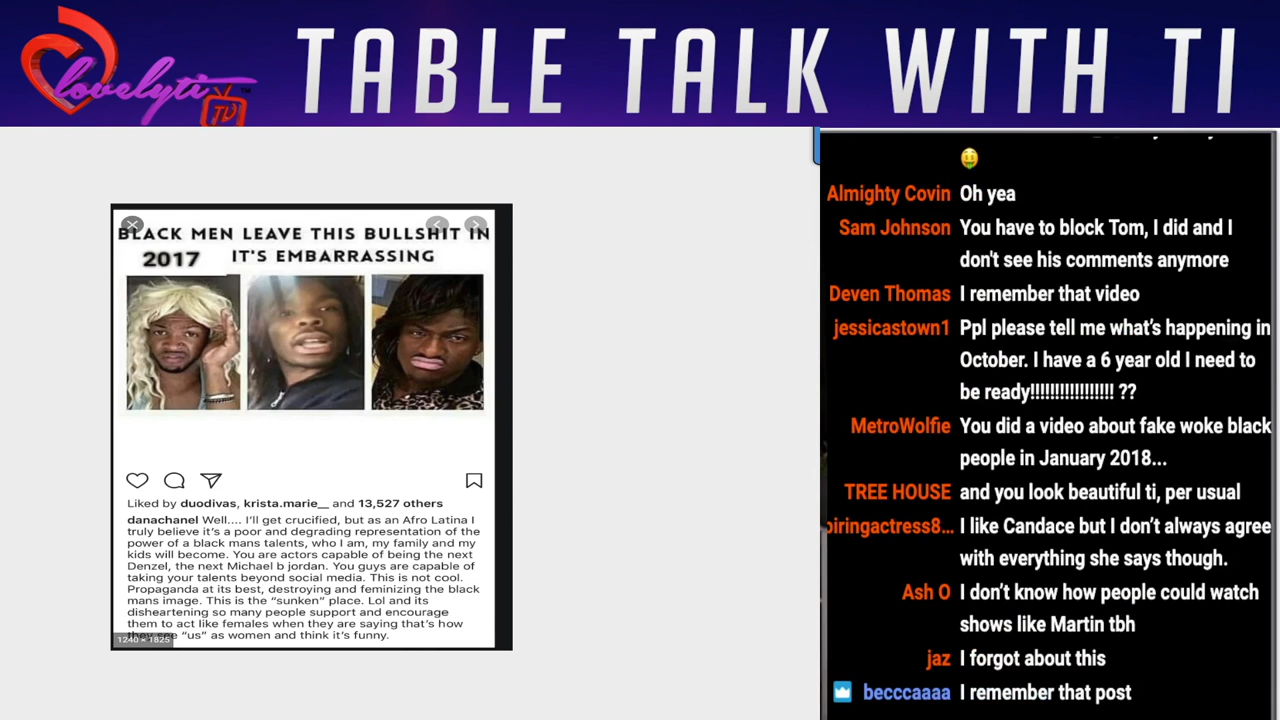 lovelyti TV™
TABLE TALK WITH TI
BLACK MEN LEAVE THIS BULLSHIT IN
2017 IT'S EMBARRASSING
Liked by duodivas, krista.marie__ and 13,527 others
danachanel Well.... I'll get crucified, but as an Afro Latina I
truly believe it's a poor and degrading representation of the
power of a black mans talents, who I am, my family and my
kids will become. You are actors capable of being the next
Denzel, the next Michael b jordan. You guys are capable of
taking your talents beyond social media. This is not cool.
Propaganda at its best, destroying and feminizing the black
mans image. This is the "sunken" place. Lol and its
disheartening so many people support and encourage
them to act like females when they are saying that's how
they see "us" as women and think it's funny.
1240 × 1825
Almighty Covin Oh yea
Sam Johnson You have to block Tom, I did and I
don't see his comments anymore
Deven Thomas I remember that video
jessicastown1 Ppl please tell me what's happening in
October. I have a 6 year old I need to
be ready!!!!!!!!!!!!!!!!! ??
MetroWolfie You did a video about fake woke black
people in January 2018...
TREE HOUSE and you look beautiful ti, per usual
piringactress8... I like Candace but I don't always agree
with everything she says though.
Ash O I don't know how people could watch
shows like Martin tbh
jaz I forgot about this
becccaaaa I remember that post